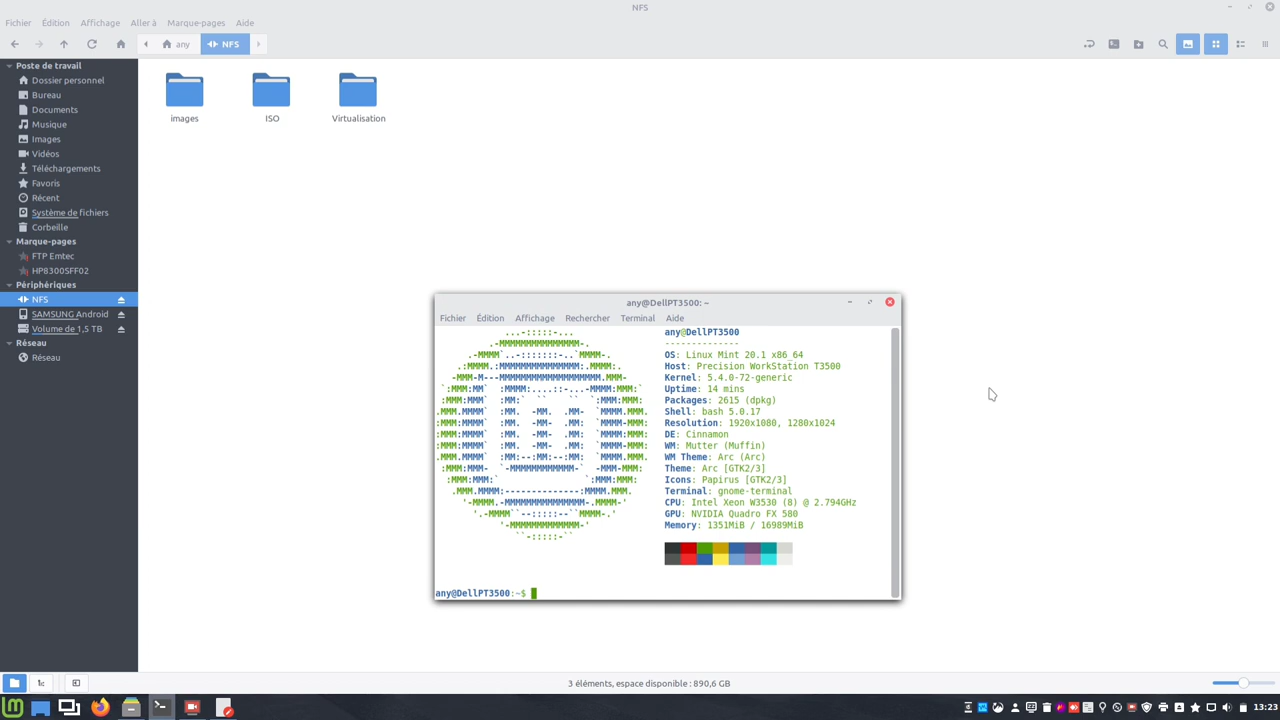 NFS
Fichier Édition Affichage Aller à Marque-pages Aide
any NFS
Poste de travail
Dossier personnel
Bureau
Documents
Musique
Images
Vidéos
Téléchargements
Favoris
Récent
Système de fichiers
Corbeille
Marque-pages
FTP Emtec
HP8300SFF02
Périphériques
NFS
SAMSUNG Android
Volume de 1,5 TB
Réseau
Réseau
images ISO Virtualisation
any@DellPT3500: ~
Fichier Édition Affichage Rechercher Terminal Aide
any@DellPT3500
--------------
OS: Linux Mint 20.1 x86_64
Host: Precision WorkStation T3500
Kernel: 5.4.0-72-generic
Uptime: 14 mins
Packages: 2615 (dpkg)
Shell: bash 5.0.17
Resolution: 1920x1080, 1280x1024
DE: Cinnamon
WM: Mutter (Muffin)
WM Theme: Arc (Arc)
Theme: Arc [GTK2/3]
Icons: Papirus [GTK2/3]
Terminal: gnome-terminal
CPU: Intel Xeon W3530 (8) @ 2.794GHz
GPU: NVIDIA Quadro FX 580
Memory: 1351MiB / 16989MiB
any@DellPT3500:~$
3 éléments, espace disponible : 890,6 GB
13:23